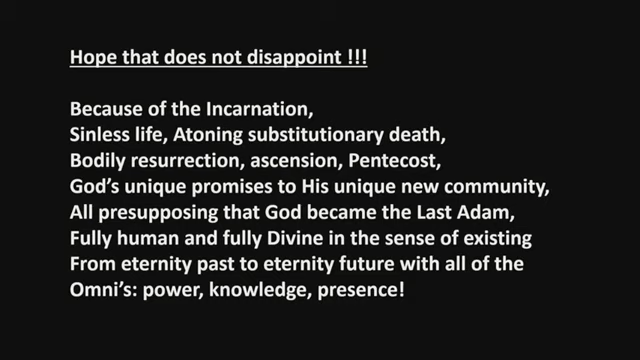 Hope that does not disappoint !!!
Because of the Incarnation,
Sinless life, Atoning substitutionary death,
Bodily resurrection, ascension, Pentecost,
God’s unique promises to His unique new community,
All presupposing that God became the Last Adam,
Fully human and fully Divine in the sense of existing
From eternity past to eternity future with all of the
Omni’s: power, knowledge, presence!